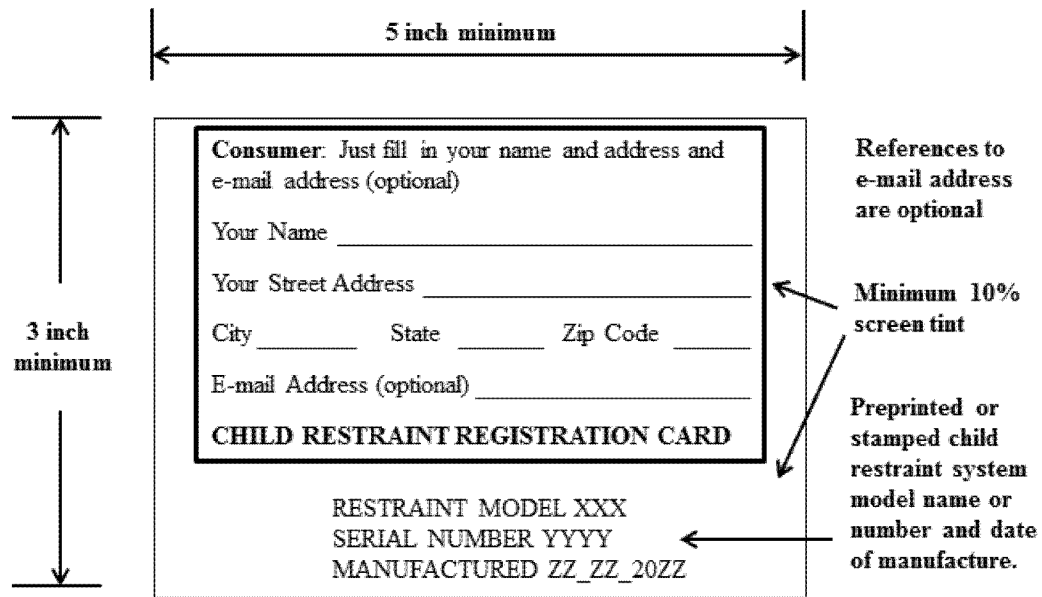 5 inch minimum
3 inch
minimum
Consumer: Just fill in your name and address and
e-mail address (optional)
Your Name
Your Street Address
City State Zip Code
E-mail Address (optional)
CHILD RESTRAINT REGISTRATION CARD
RESTRAINT MODEL XXX
SERIAL NUMBER YYYY
MANUFACTURED ZZ_ZZ_20ZZ
References to
e-mail address
are optional
Minimum 10%
screen tint
Preprinted or
stamped child
restraint system
model name or
number and date
of manufacture.